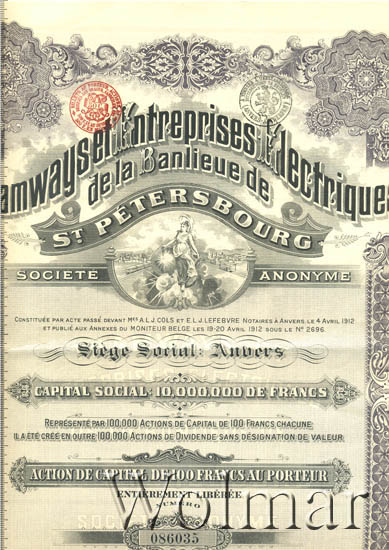 amways et Entreprises Électrique
de la Banlieue de
ST PÉTERSBOURG
SOCIÉTÉ ANONYME
CONSTITUÉE PAR ACTE PASSÉ DEVANT MES A.L.J. COLS ET E.L.J. LEFEBVRE NOTAIRES À ANVERS, LE 4 AVRIL 1912
ET PUBLIÉ AUX ANNEXES DU MONITEUR BELGE LES 19-20 AVRIL 1912 SOUS LE No 2696.
Siège Social: Anvers
CAPITAL SOCIAL: 10,000,000 DE FRANCS
REPRÉSENTÉ PAR 100,000 ACTIONS DE CAPITAL DE 100 FRANCS CHACUNE
IL A ÉTÉ CRÉÉ EN OUTRE 100,000 ACTIONS DE DIVIDENDE SANS DÉSIGNATION DE VALEUR
ACTION DE CAPITAL DE 100 FRANCS AU PORTEUR
ENTIÈREMENT LIBÉRÉE.
NUMÉRO
Wolmar
086035